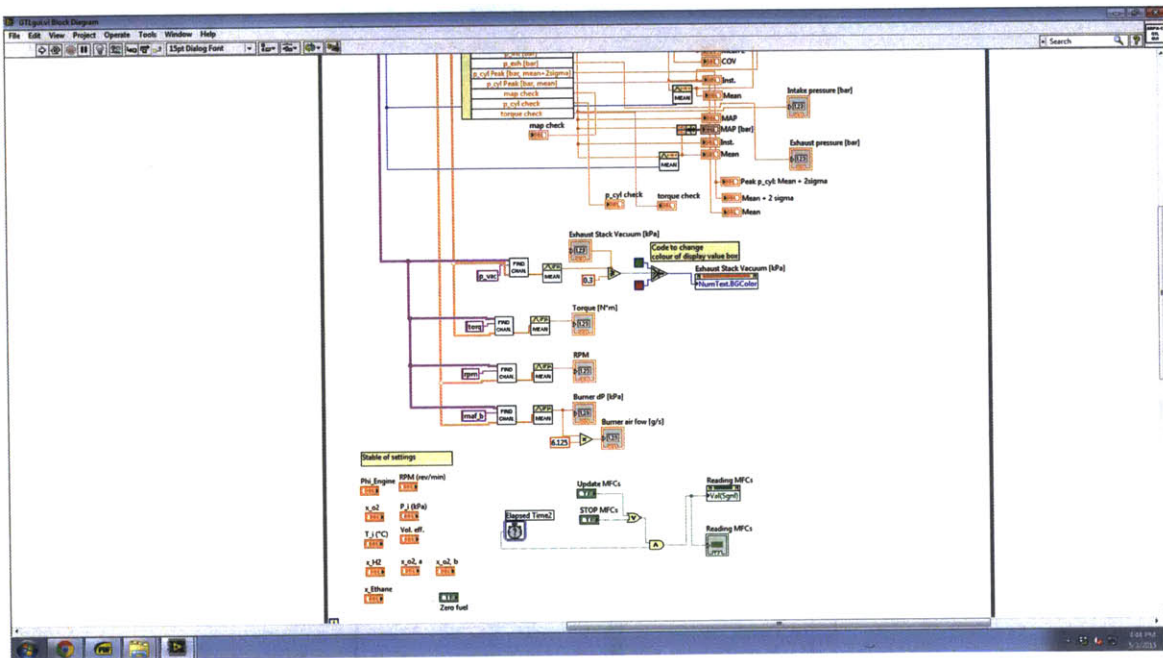 GTLgui.vi Block Diagram
File Edit View Project Operate Tools Window Help
15pt Dialog Font
Search
p_exh [bar]
p_cyl Peak [bar, mean+2sigma]
p_cyl Peak [bar, mean]
map check
p_cyl check
torque check
COV
Inst.
Mean
MEAN
Intake pressure [bar]
MAP
map check
MAP [bar]
Inst.
Exhaust pressure [bar]
Mean
MEAN
Peak p_cyl: Mean + 2sigma
p_cyl check
torque check
Mean + 2 sigma
Mean
Exhaust Stack Vacuum [kPa]
Code to change
colour of display value box
p_vac
FIND
CHAN.
MEAN
0.3
Exhaust Stack Vacuum [kPa]
NumText.BGColor
Torque [N*m]
torq
FIND
CHAN.
MEAN
RPM
rpm
FIND
CHAN.
MEAN
Burner dP [kPa]
maf_b
FIND
CHAN.
MEAN
Burner air fow [g/s]
6.125
Stable of settings
Phi_Engine
RPM (rev/min)
x_o2
P_i (kPa)
T_i (°C)
Vol. eff.
x_H2
x_o2, a
x_o2, b
x_Ethane
Zero fuel
Update MFCs
STOP MFCs
Elapsed Time2
Reading MFCs
Val(Sgnl)
Reading MFCs